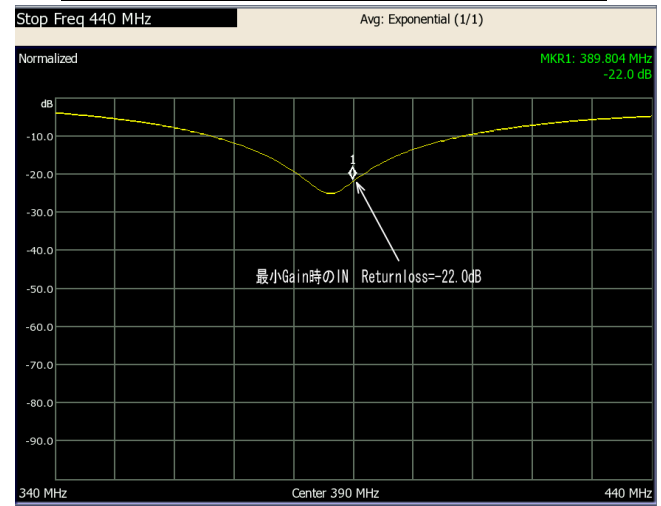 Stop Freq 440 MHz
Avg: Exponential (1/1)
Normalized
MKR1: 389.804 MHz
-22.0 dB
dB
-10.0
1
-20.0
-30.0
-40.0
最小Gain時のIN Returnloss=-22.0dB
-50.0
-60.0
-70.0
-80.0
-90.0
340 MHz
Center 390 MHz
440 MHz